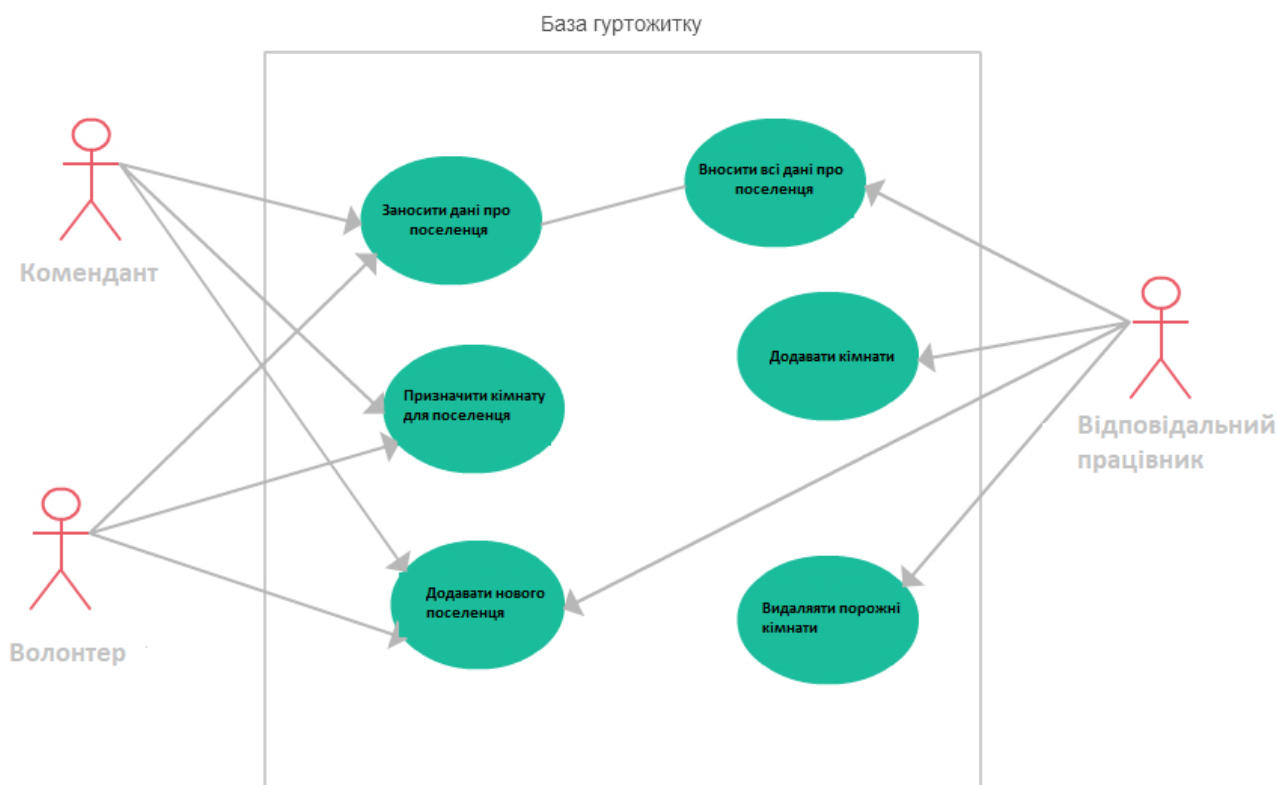 База гуртожитку
Комендант
Заносити дані про
поселенця
Вносити всі дані про
поселенця
Призначити кімнату
для поселенця
Додавати кімнати
Відповідальний
працівник
Волонтер
Додавати нового
поселенця
Видаляяти порожні
кімнати